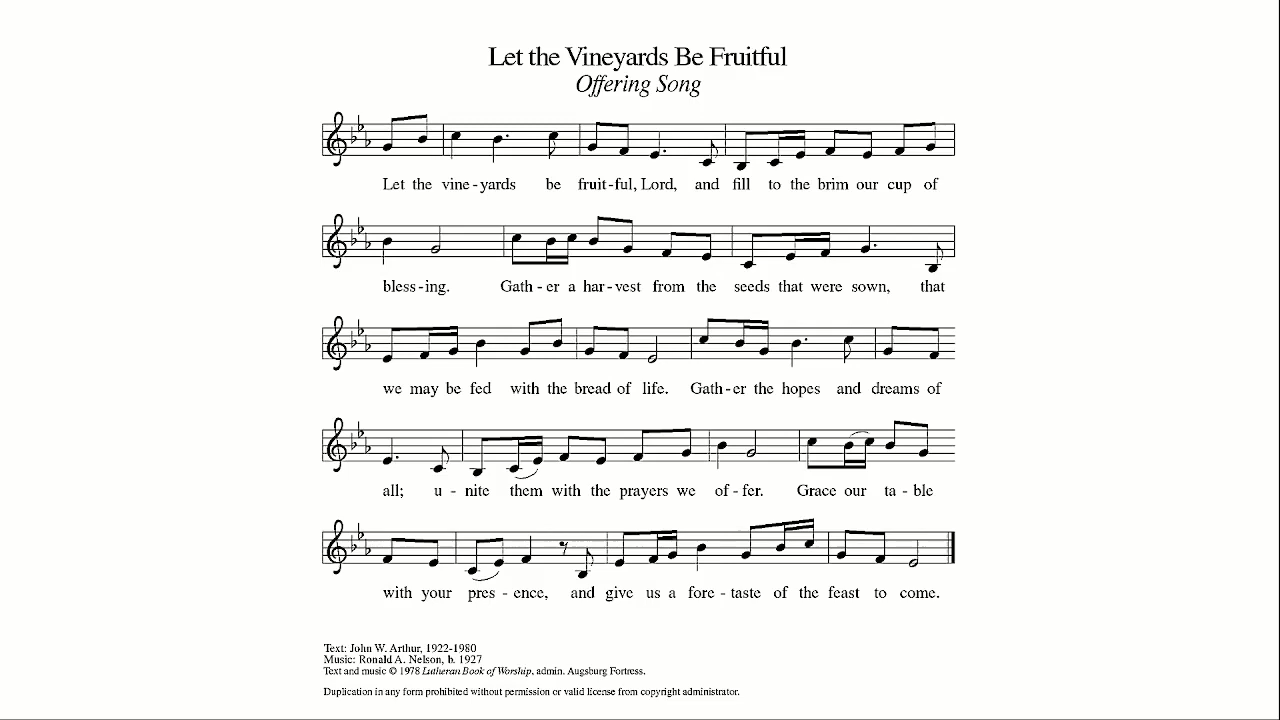 Let the Vineyards Be Fruitful
Offering Song
Let the vine - yards be fruit - ful, Lord, and fill to the brim our cup of
bless - ing. Gath - er a har - vest from the seeds that were sown, that
we may be fed with the bread of life. Gath - er the hopes and dreams of
all; u - nite them with the prayers we of - fer. Grace our ta - ble
with your pres - ence, and give us a fore - taste of the feast to come.
Text: John W. Arthur, 1922-1980
Music: Ronald A. Nelson, b. 1927
Text and music © 1978 Lutheran Book of Worship, admin. Augsburg Fortress.
Duplication in any form prohibited without permission or valid license from copyright administrator.